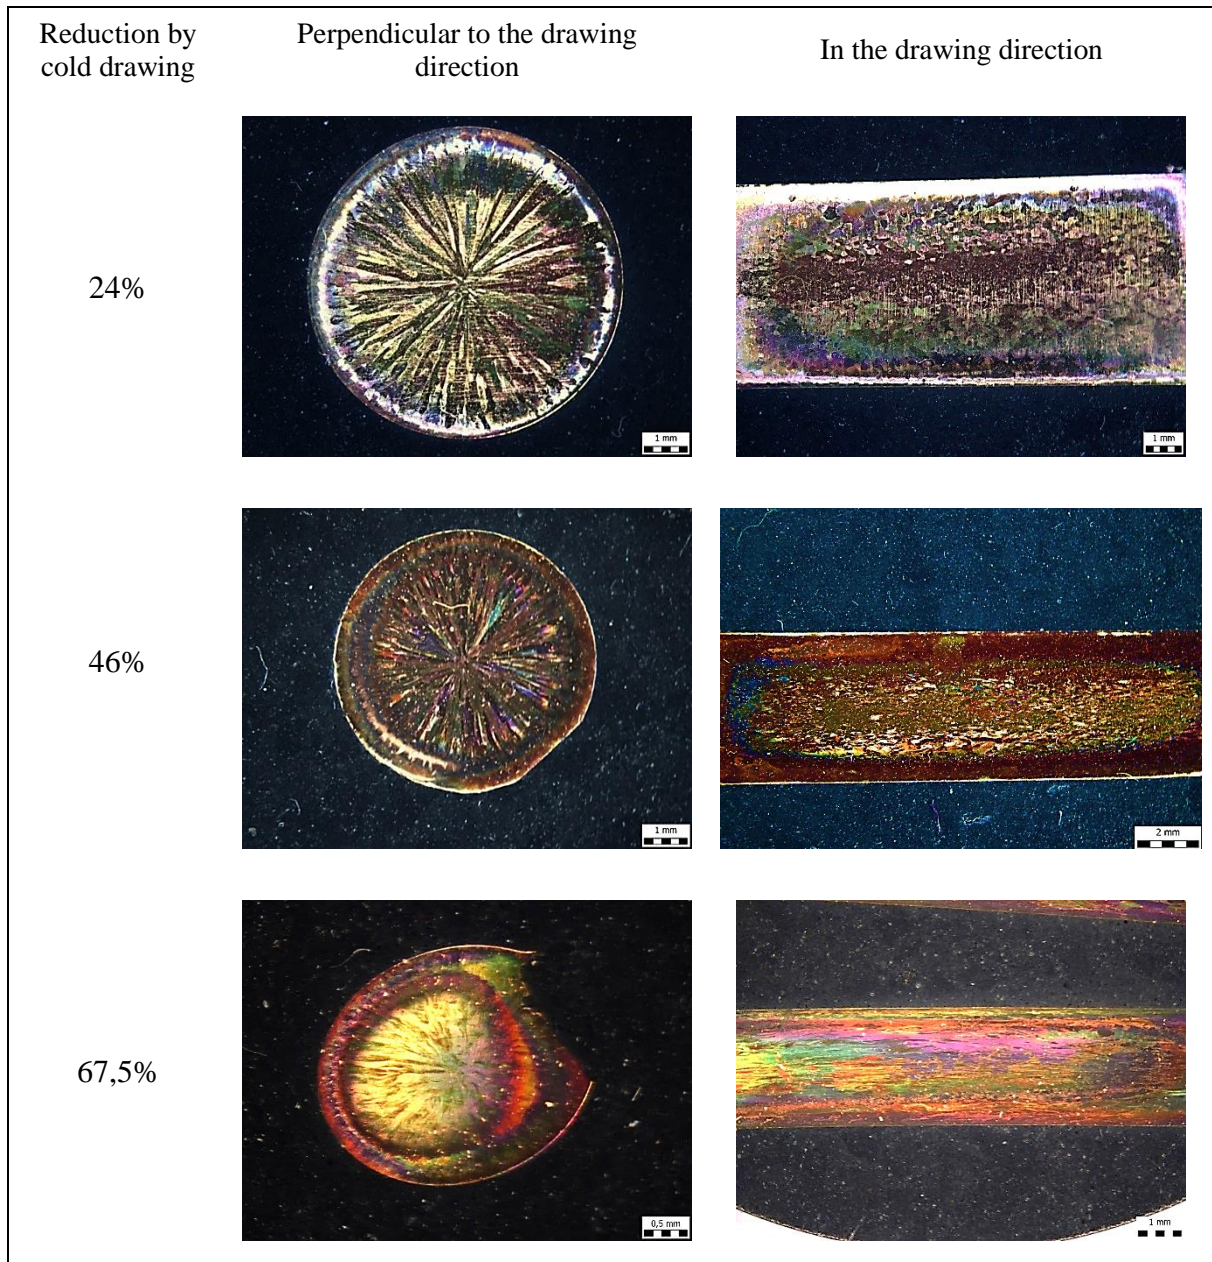 Reduction by
cold drawing
Perpendicular to the drawing
direction
In the drawing direction
24%
1 mm
1 mm
46%
1 mm
2 mm
67,5%
0,5 mm
1 mm